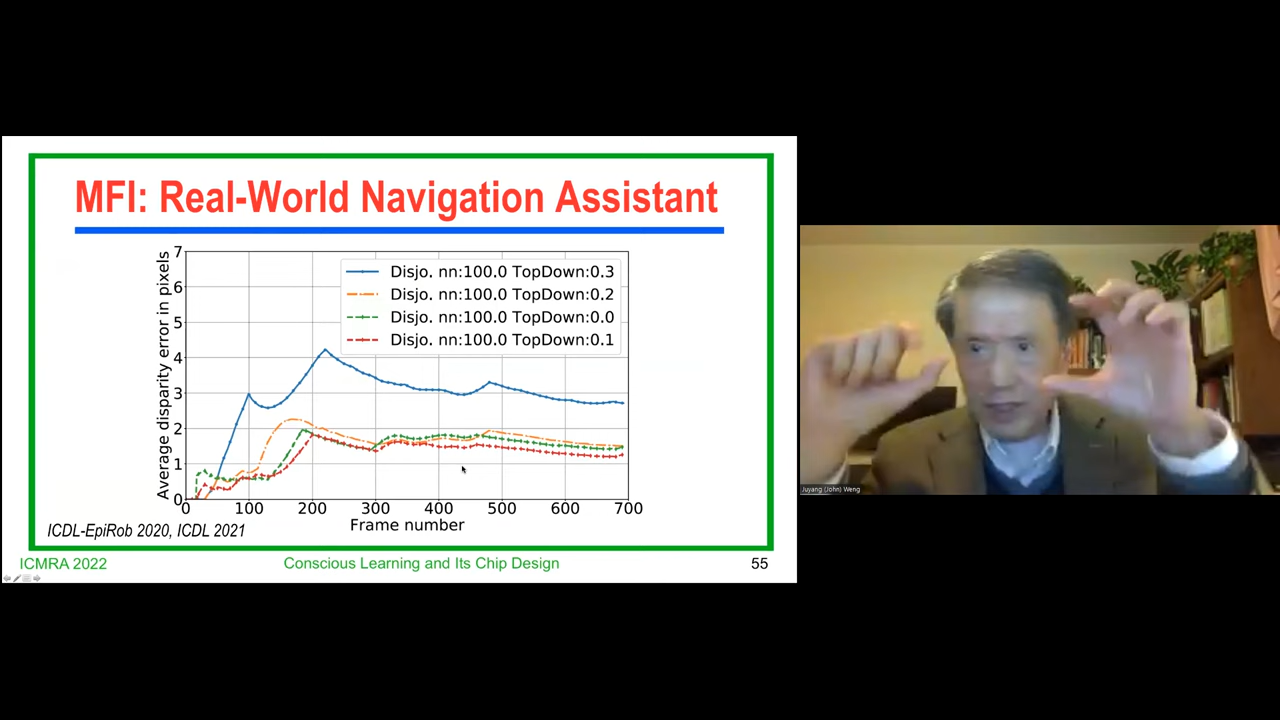 MFI: Real-World Navigation Assistant
7
6
5
4
3
2
1
0
Average disparity error in pixels
Disjo. nn:100.0 TopDown:0.3
Disjo. nn:100.0 TopDown:0.2
Disjo. nn:100.0 TopDown:0.0
Disjo. nn:100.0 TopDown:0.1
0 100 200 300 400 500 600 700
Frame number
ICDL-EpiRob 2020, ICDL 2021
ICMRA 2022 Conscious Learning and Its Chip Design 55
Juyang (John) Weng